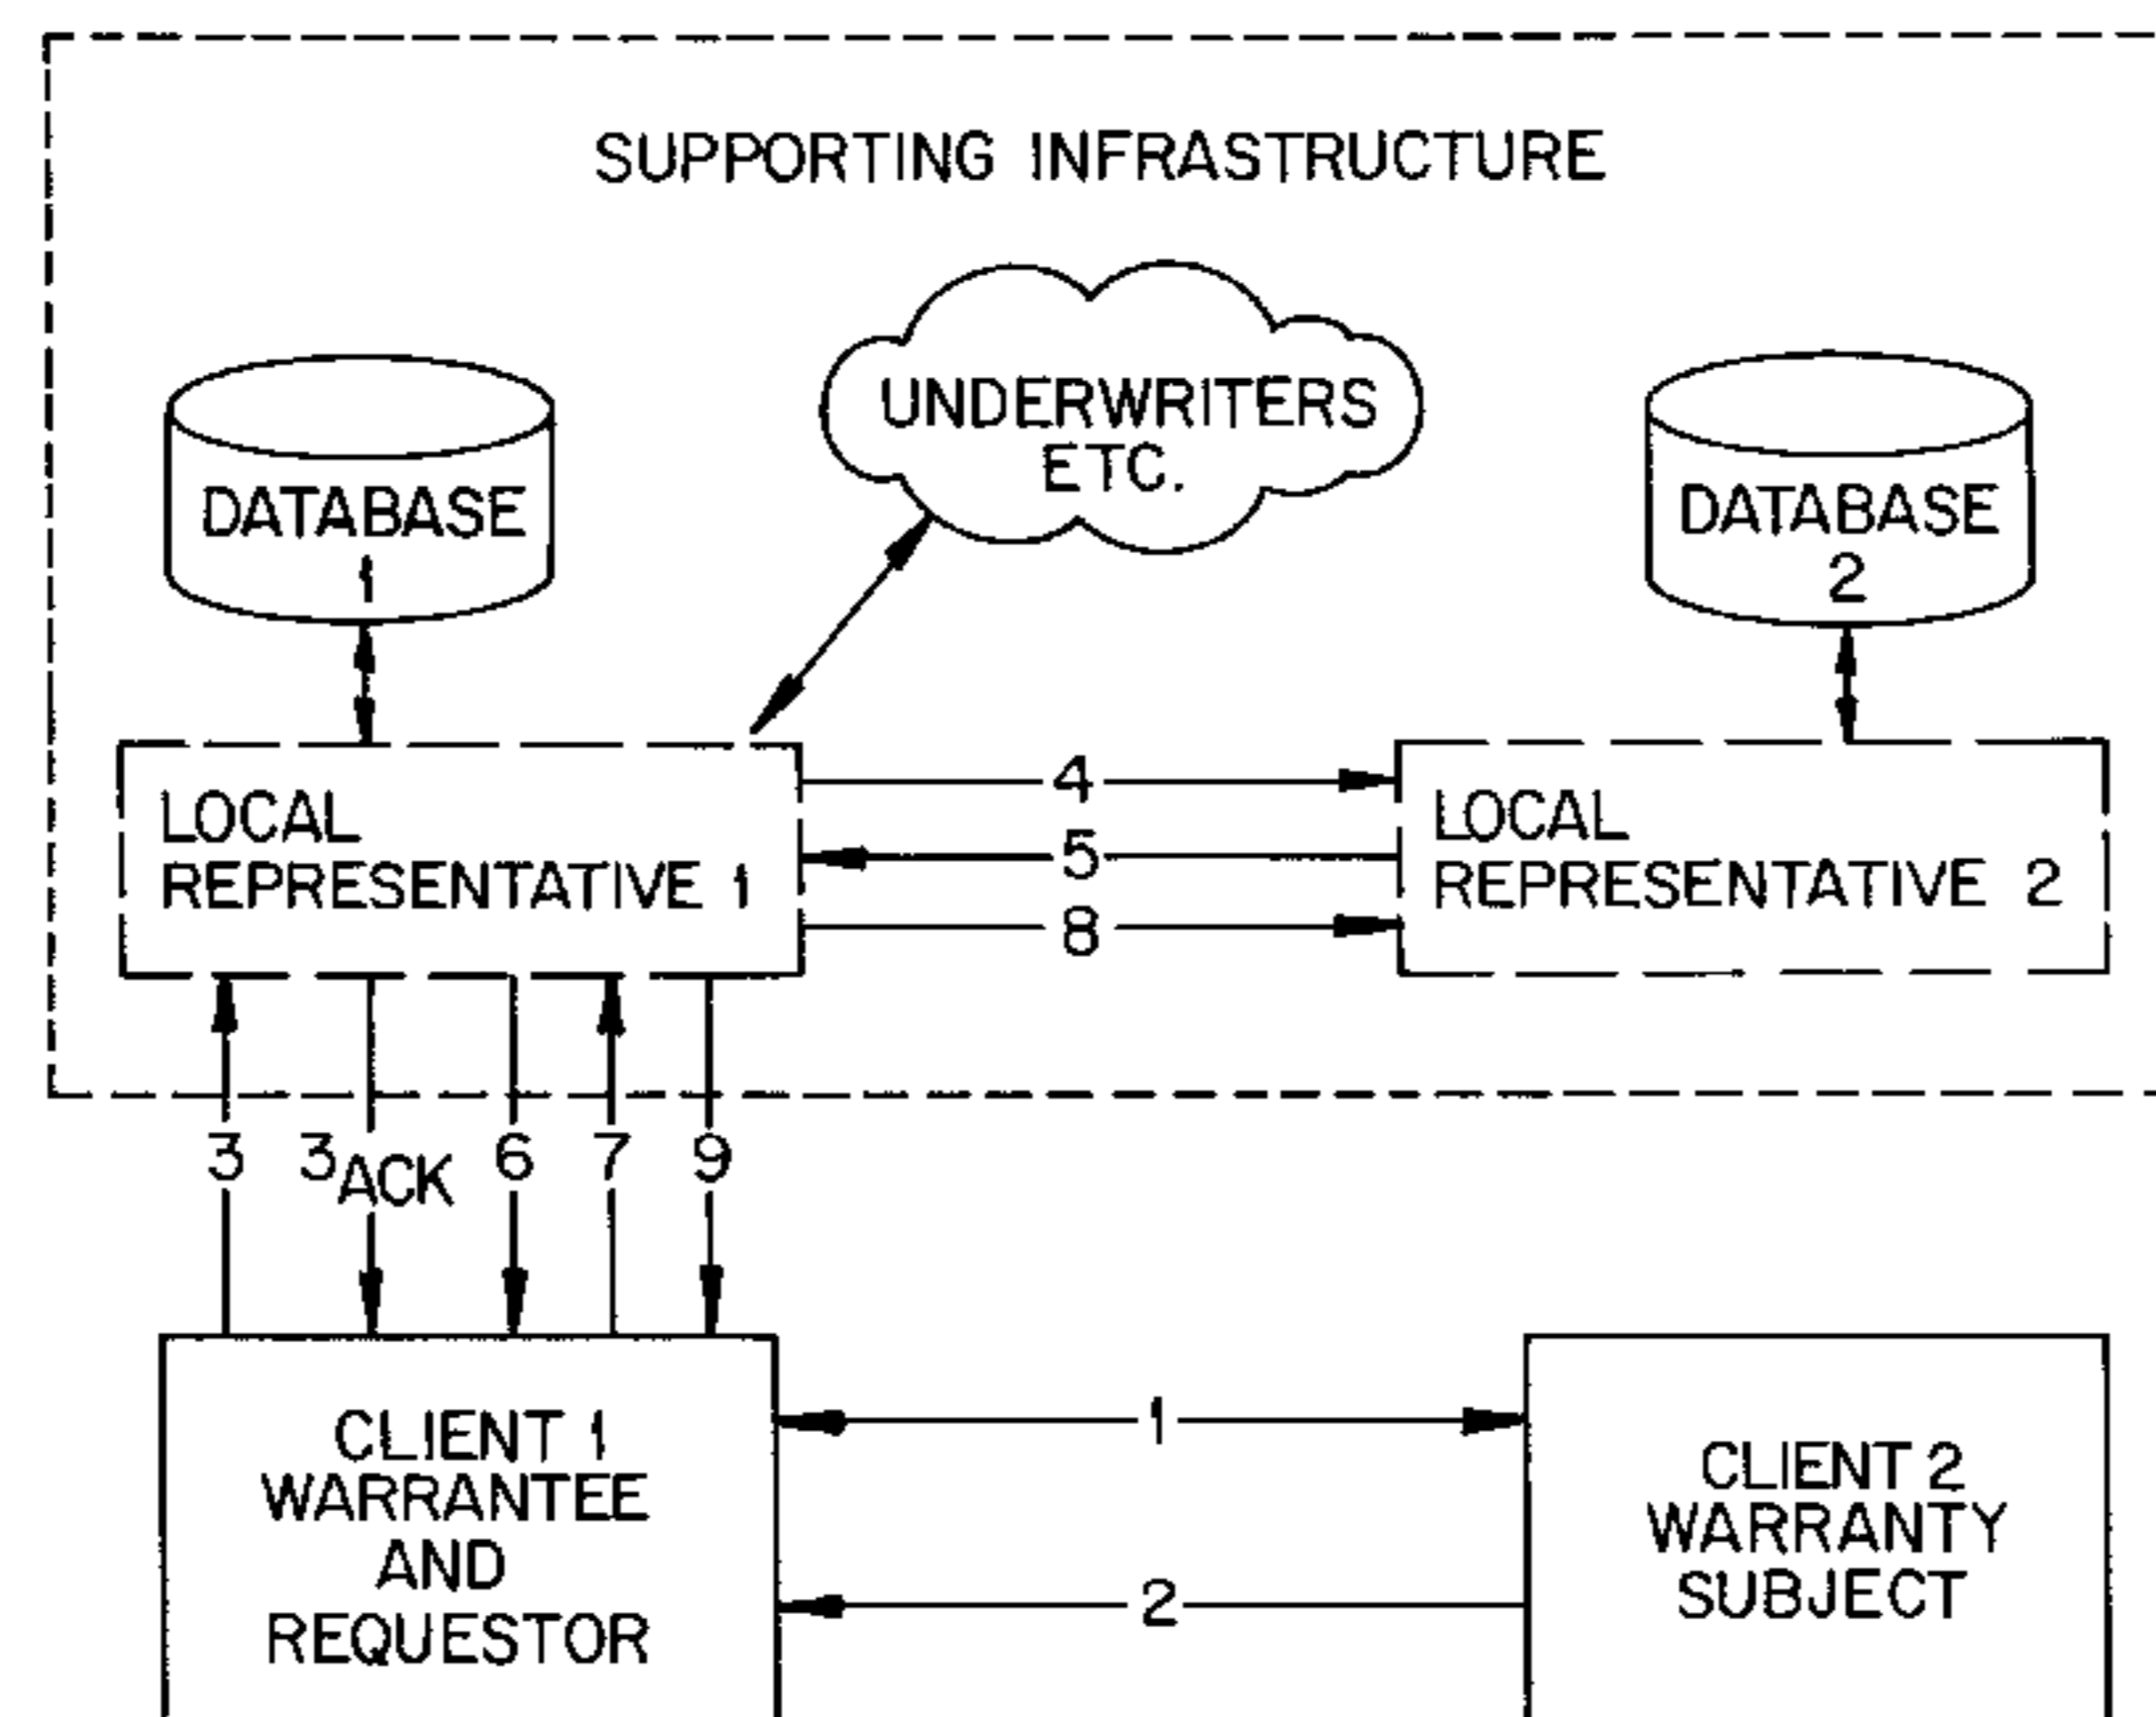 SUPPORTING INFRASTRUCTURE
UNDERWRITERS
ETC.
DATABASE
1
DATABASE
2
LOCAL
REPRESENTATIVE 1
4
5
8
LOCAL
REPRESENTATIVE 2
3
3ACK
6
7
9
CLIENT 1
WARRANTEE
AND
REQUESTOR
1
2
CLIENT 2
WARRANTY
SUBJECT